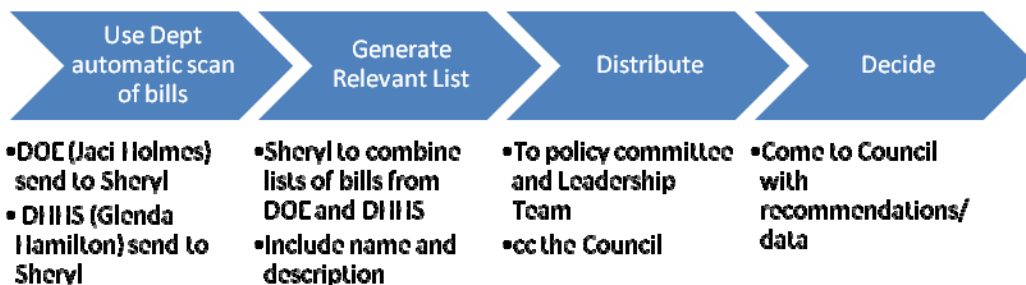 Use Dept
automatic scan
of bills
•DOE (Jaci Holmes)
send to Sheryl
• DHHS (Glenda
Hamilton) send to
Sheryl
Generate
Relevant List
•Sheryl to combine
lists of bills from
DOE and DHHS
•Include name and
description
Distribute
•To policy committee
and Leadership
Team
•cc the Council
Decide
•Come to Council
with
recommendations/
data